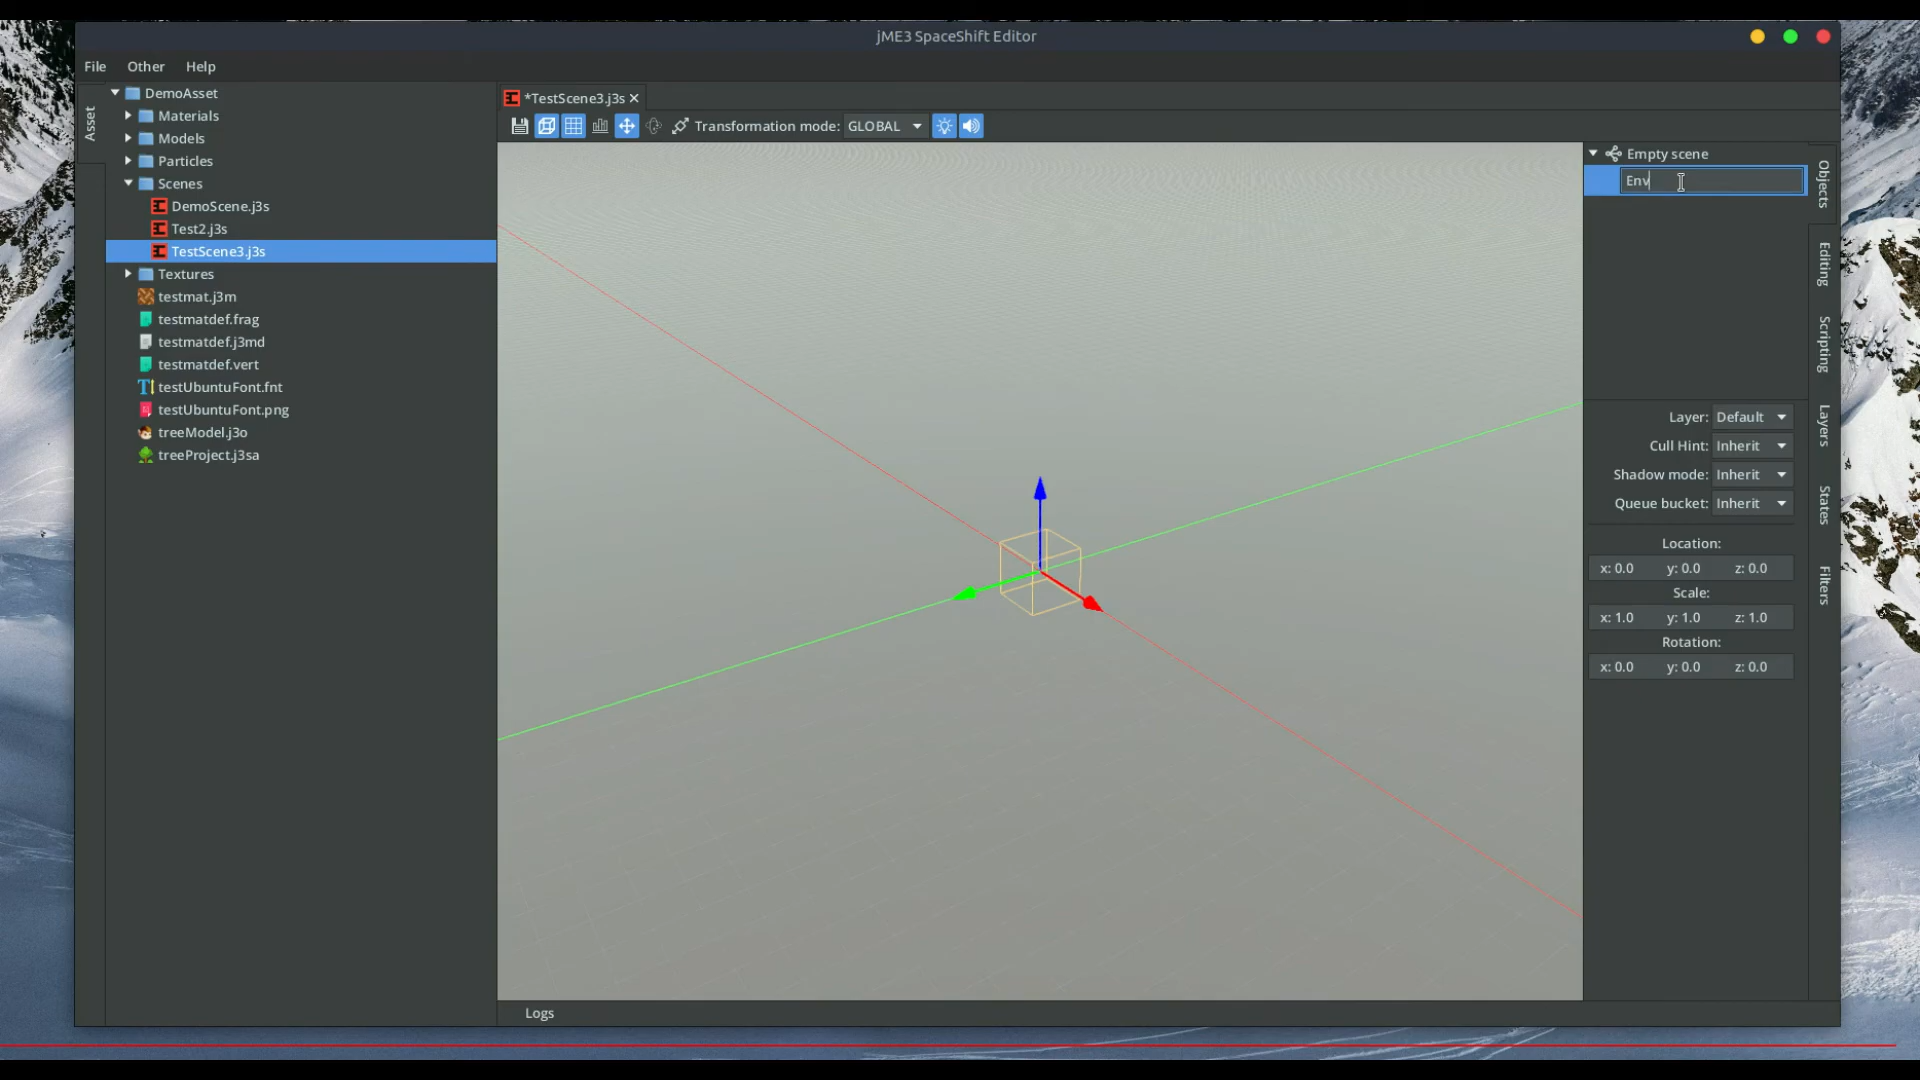 jME3 SpaceShift Editor
File Other Help
Asset
DemoAsset
Materials
Models
Particles
Scenes
DemoScene.j3s
Test2.j3s
TestScene3.j3s
Textures
testmat.j3m
testmatdef.frag
testmatdef.j3md
testmatdef.vert
testUbuntuFont.fnt
testUbuntuFont.png
treeModel.j3o
treeProject.j3sa
*TestScene3.j3s
Transformation mode: GLOBAL
Empty scene
Env
Objects
Editing
Scripting
Layers
States
Filters
Layer: Default
Cull Hint: Inherit
Shadow mode: Inherit
Queue bucket: Inherit
Location:
x: 0.0 y: 0.0 z: 0.0
Scale:
x: 1.0 y: 1.0 z: 1.0
Rotation:
x: 0.0 y: 0.0 z: 0.0
Logs